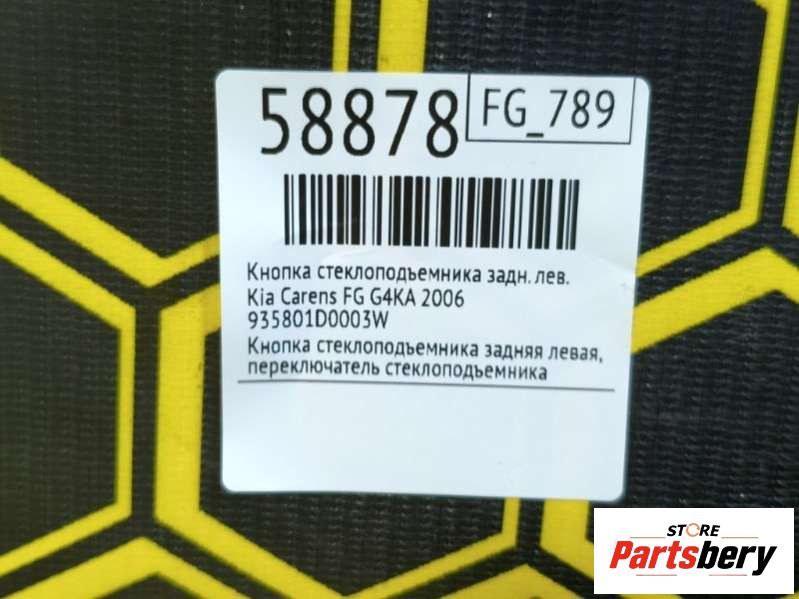 58878
FG_789
Кнопка стеклоподъемника задн. лев.
Kia Carens FG G4KA 2006
935801D0003W
Кнопка стеклоподъемника задняя левая,
переключатель стеклоподъемника
STORE
Partsbery